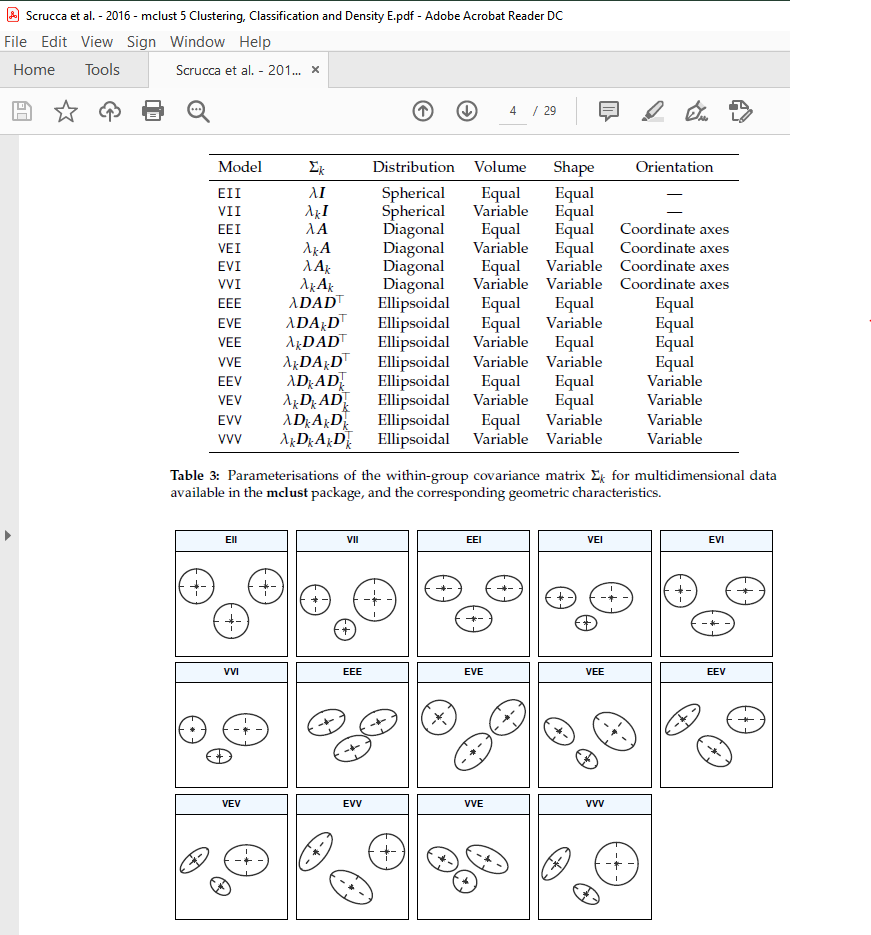 Scrucca et al. - 2016 - mclust 5 Clustering, Classification and Density E.pdf - Adobe Acrobat Reader DC
File Edit View Sign Window Help
Home Tools Scrucca et al. - 201... ×
4 / 29
Model Σk Distribution Volume Shape Orientation
EII λI Spherical Equal Equal —
VII λkI Spherical Variable Equal —
EEI λA Diagonal Equal Equal Coordinate axes
VEI λkA Diagonal Variable Equal Coordinate axes
EVI λAk Diagonal Equal Variable Coordinate axes
VVI λkAk Diagonal Variable Variable Coordinate axes
EEE λDAD⊤ Ellipsoidal Equal Equal Equal
EVE λDAkD⊤ Ellipsoidal Equal Variable Equal
VEE λkDAD⊤ Ellipsoidal Variable Equal Equal
VVE λkDAkD⊤ Ellipsoidal Variable Variable Equal
EEV λDkADk⊤ Ellipsoidal Equal Equal Variable
VEV λkDkADk⊤ Ellipsoidal Variable Equal Variable
EVV λDkAkDk⊤ Ellipsoidal Equal Variable Variable
VVV λkDkAkDk⊤ Ellipsoidal Variable Variable Variable
Table 3: Parameterisations of the within-group covariance matrix Σk for multidimensional data
available in the mclust package, and the corresponding geometric characteristics.
EII VII EEI VEI EVI
VVI EEE EVE VEE EEV
VEV EVV VVE VVV